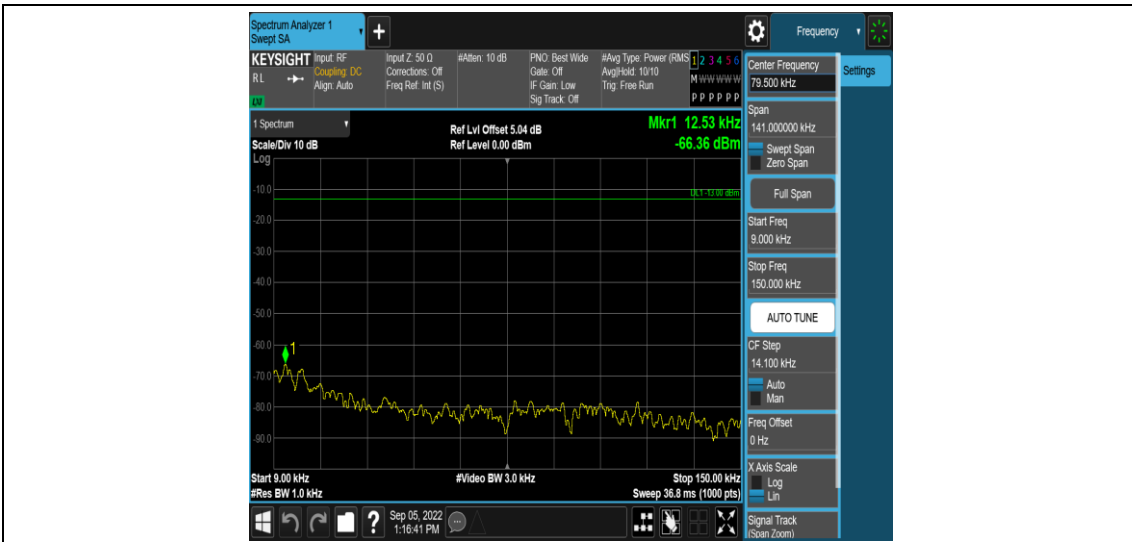 Spectrum Analyzer 1
Swept SA
+
Frequency
KEYSIGHT
RL
LXI
Input: RF
Coupling: DC
Align: Auto
Input Z: 50 Ω
Corrections: Off
Freq Ref: Int (S)
#Atten: 10 dB
PNO: Best Wide
Gate: Off
IF Gain: Low
Sig Track: Off
#Avg Type: Power (RMS
Avg|Hold: 10/10
Trig: Free Run
1 2 3 4 5 6
M W W W W W
P P P P P P
1 Spectrum
Scale/Div 10 dB
Log
Ref Lvl Offset 5.04 dB
Ref Level 0.00 dBm
Mkr1 12.53 kHz
-66.36 dBm
DL1 -13.00 dBm
-10.0
-20.0
-30.0
-40.0
-50.0
-60.0
1
-70.0
-80.0
-90.0
Start 9.00 kHz
#Video BW 3.0 kHz
Stop 150.00 kHz
#Res BW 1.0 kHz
Sweep 36.8 ms (1000 pts)
?
Sep 05, 2022
1:16:41 PM
Center Frequency
79.500 kHz
Settings
Span
141.000000 kHz
Swept Span
Zero Span
Full Span
Start Freq
9.000 kHz
Stop Freq
150.000 kHz
AUTO TUNE
CF Step
14.100 kHz
Auto
Man
Freq Offset
0 Hz
X Axis Scale
Log
Lin
Signal Track
(Span Zoom)